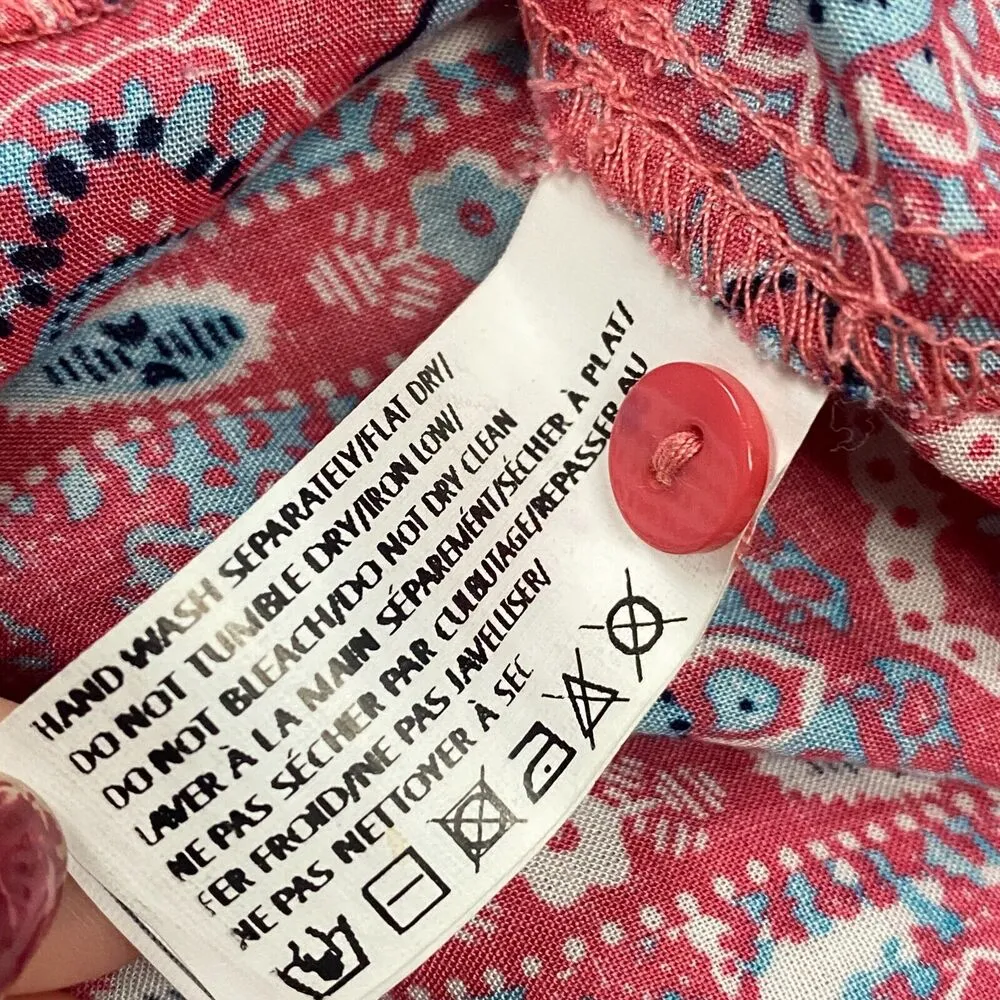 HAND WASH SEPARATELY/FLAT DRY/
DO NOT TUMBLE DRY/IRON LOW/
DO NOT BLEACH/DO NOT DRY CLEAN
LAVER À LA MAIN SÉPAREMÉNT/SÉCHER À PLAT/
NE PAS SÉCHER PAR CULBUTAGE/REPASSER AU
FER FROID/NE PAS JAVELLISER/
NE PAS NETTOYER À SEC